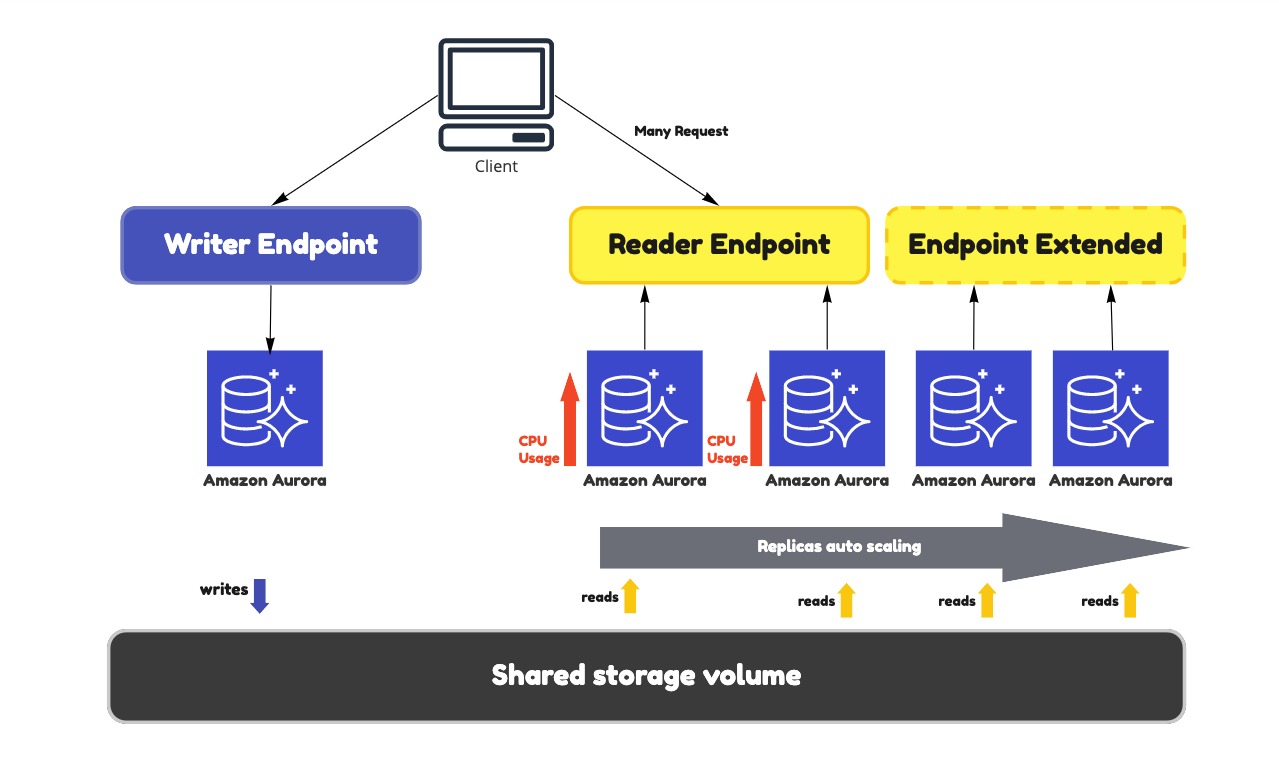 Many Request
Client
Writer Endpoint
Reader Endpoint
Endpoint Extended
CPU
Usage
CPU
Usage
Amazon Aurora
Amazon Aurora
Amazon Aurora
Amazon Aurora
Amazon Aurora
Replicas auto scaling
writes
reads
reads
reads
reads
Shared storage volume